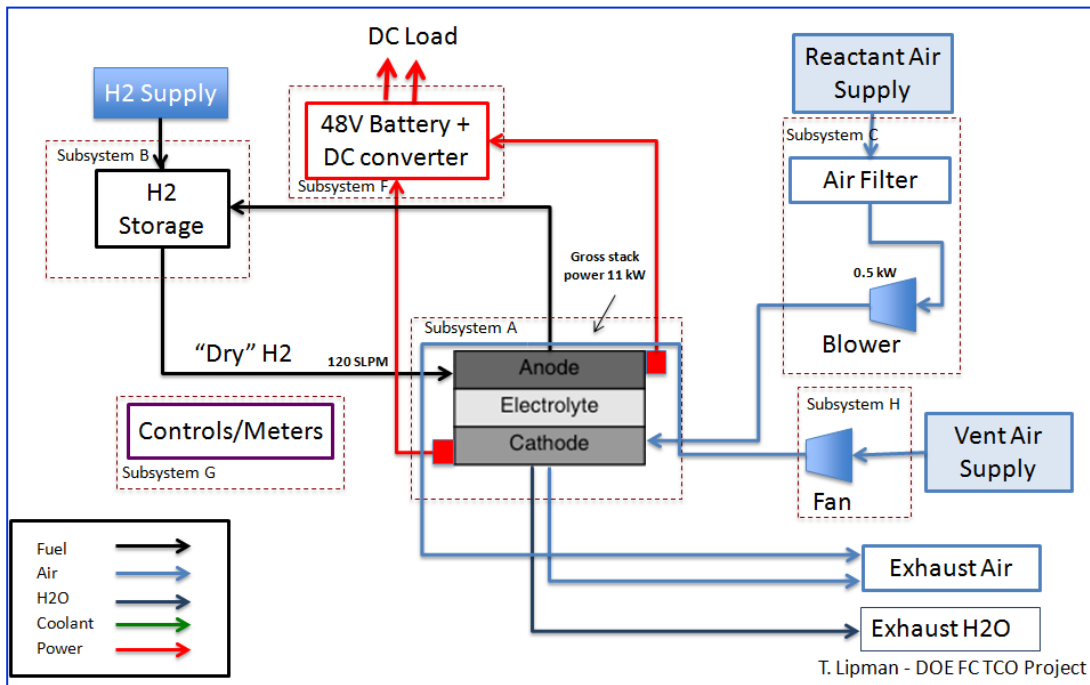 DC Load
H2 Supply
Reactant Air
Supply
48V Battery +
DC converter
Subsystem F
Subsystem B
H2
Storage
Subsystem C
Air Filter
0.5 kW
Blower
Gross stack
power 11 kW
Subsystem A
"Dry" H2
120 SLPM
Anode
Electrolyte
Cathode
Controls/Meters
Subsystem G
Subsystem H
Fan
Vent Air
Supply
Fuel
Air
H2O
Coolant
Power
Exhaust Air
Exhaust H2O
T. Lipman - DOE FC TCO Project